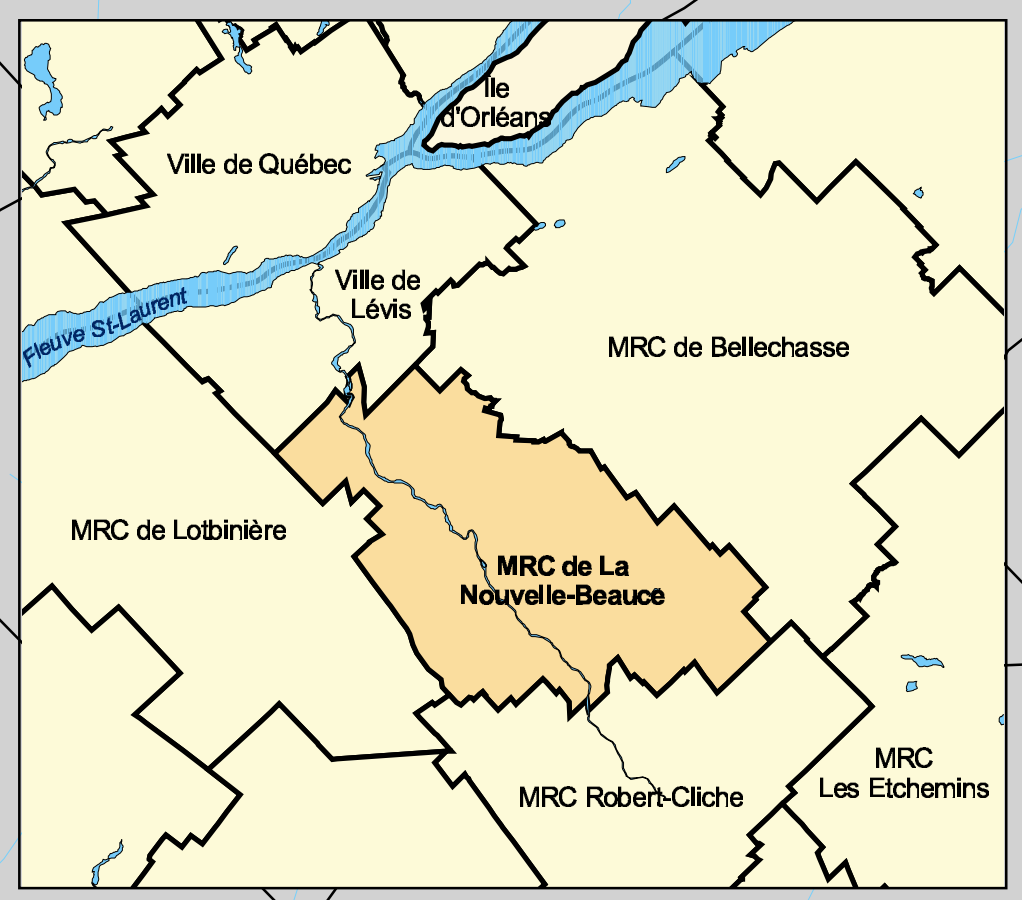 Ile
d'Orléans
Ville de Québec
Ville de
Lévis
Fleuve St-Laurent
MRC de Bellechasse
MRC de Lotbinière
MRC de La
Nouvelle-Beauce
MRC
Les Etchemins
MRC Robert-Cliche